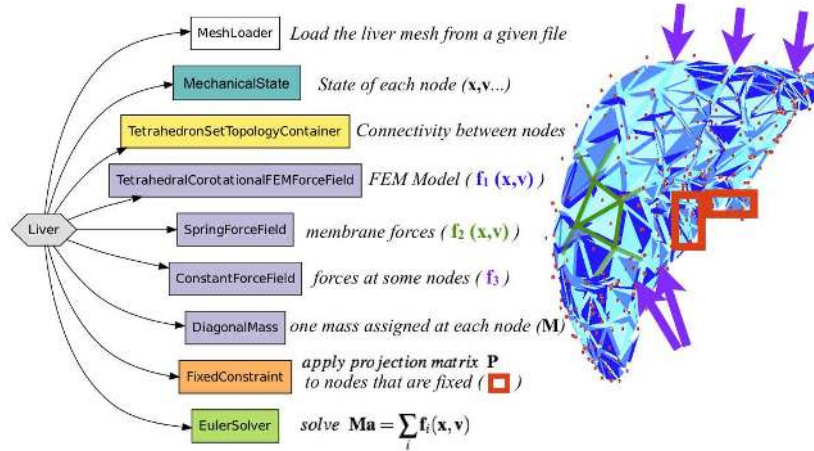 MeshLoader Load the liver mesh from a given file
MechanicalState State of each node (x,v...)
TetrahedronSetTopologyContainer Connectivity between nodes
TetrahedralCorotationalFEMForceField FEM Model ( f₁ (x,v) )
Liver SpringForceField membrane forces ( f₂ (x,v) )
ConstantForceField forces at some nodes ( f₃ )
DiagonalMass one mass assigned at each node (M)
FixedConstraint apply projection matrix P
to nodes that are fixed ( )
EulerSolver solve Ma = ∑ᵢ fᵢ(x, v)